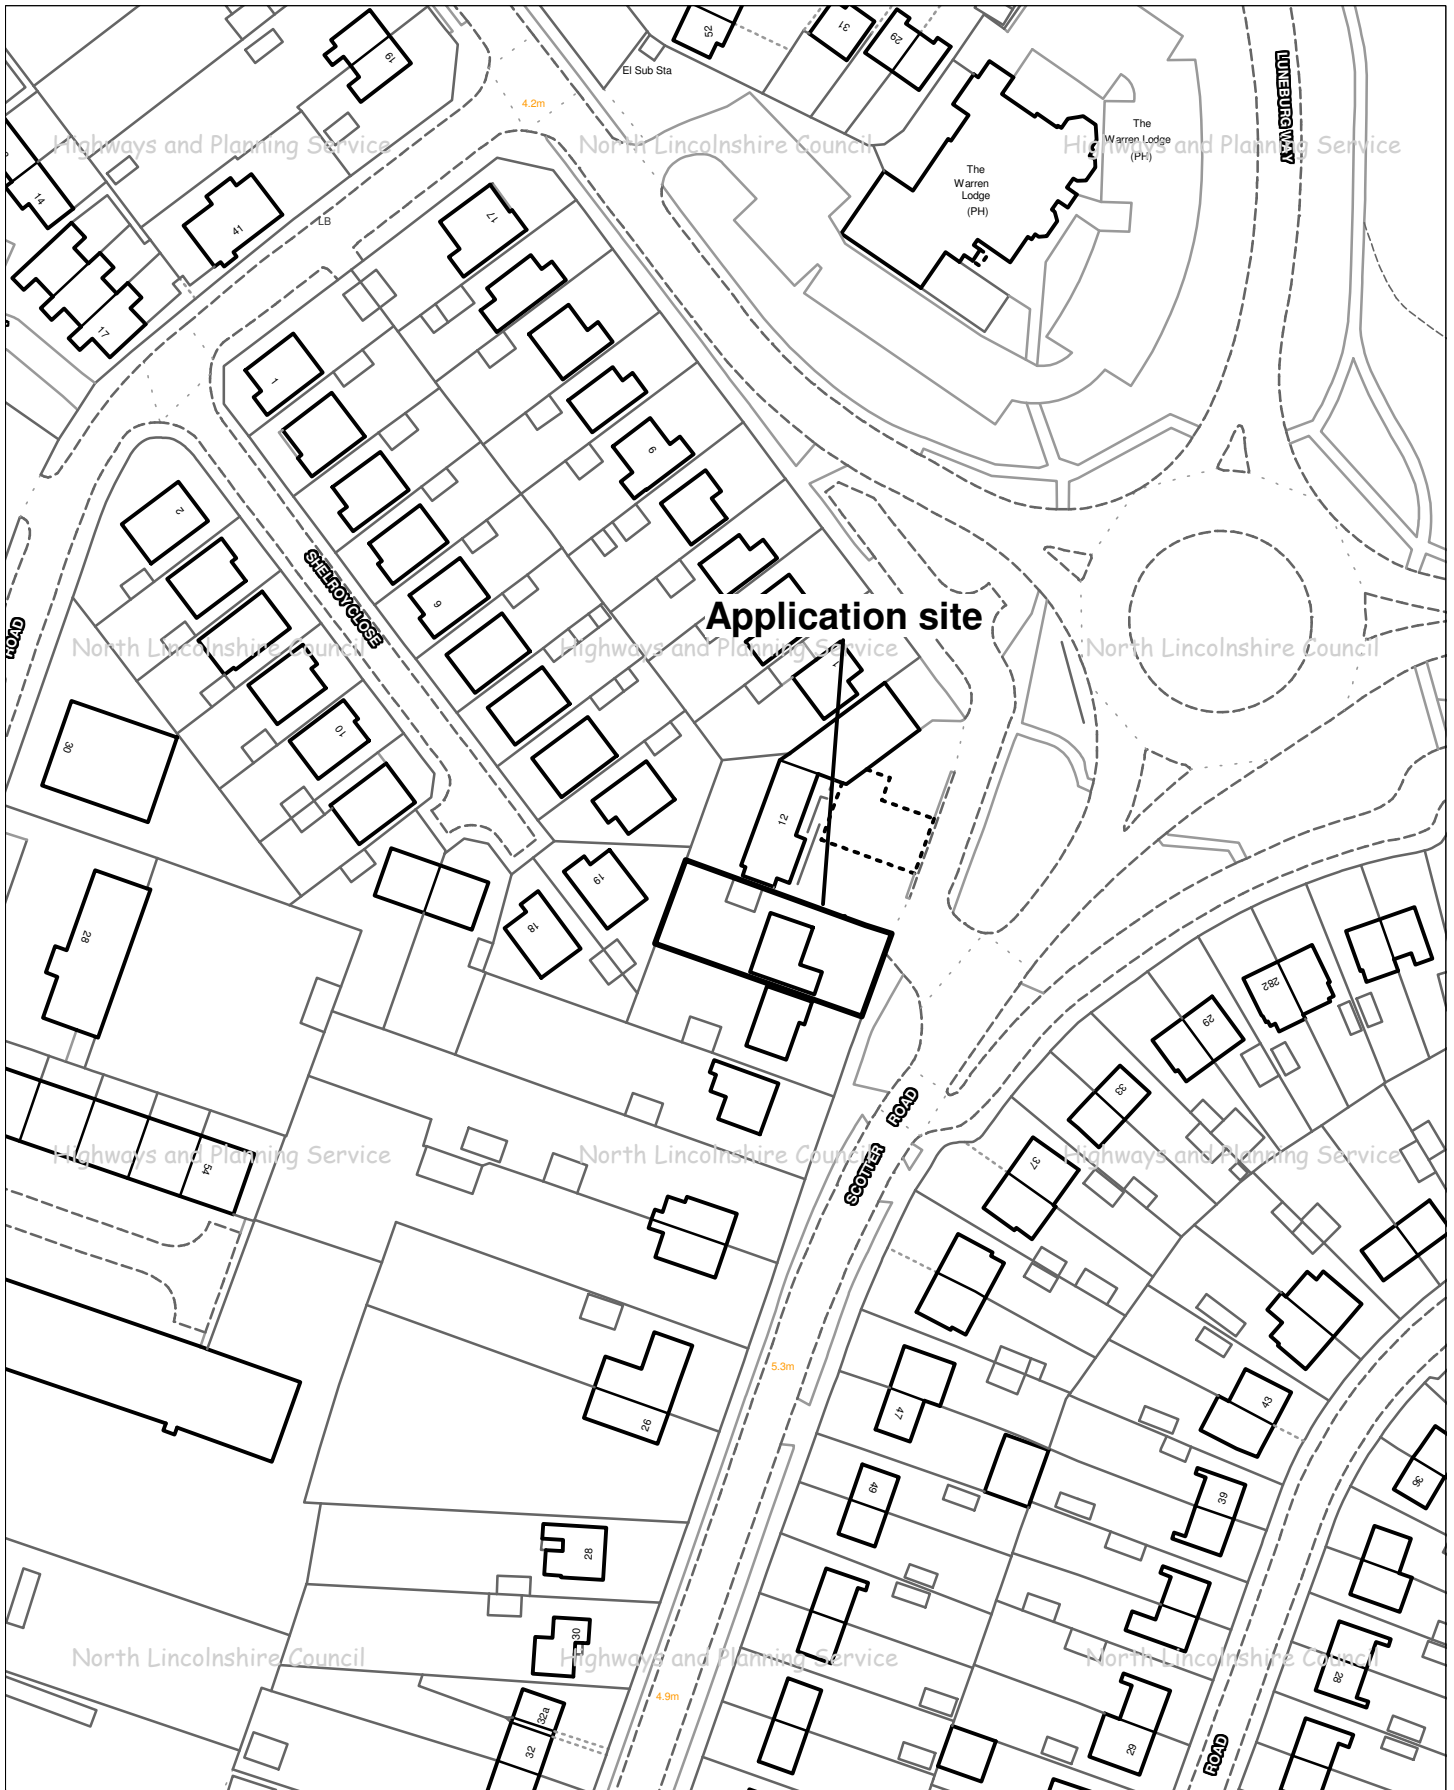 52
31
29
19
El Sub Sta
LUNEBURG WAY
4.2m
The
Warren Lodge
(PH)
Highways and Planning Service
North Lincolnshire Council
Highways and Planning Service
The
Warren
Lodge
(PH)
14
41
LB
17
17
1
9
2
SHELROY CLOSE
9
Application site
ROAD
North Lincolnshire Council
Highways and Planning Service
North Lincolnshire Council
1
30
10
12
19
18
28
282
29
33
ROAD
SCOTTER
37
Highways and Planning Service
North Lincolnshire Council
Highways and Planning Service
54
5.3m
26
47
43
49
39
36
28
30
North Lincolnshire Council
Highways and Planning Service
North Lincolnshire Council
28
4.9m
32a
32
29
ROAD